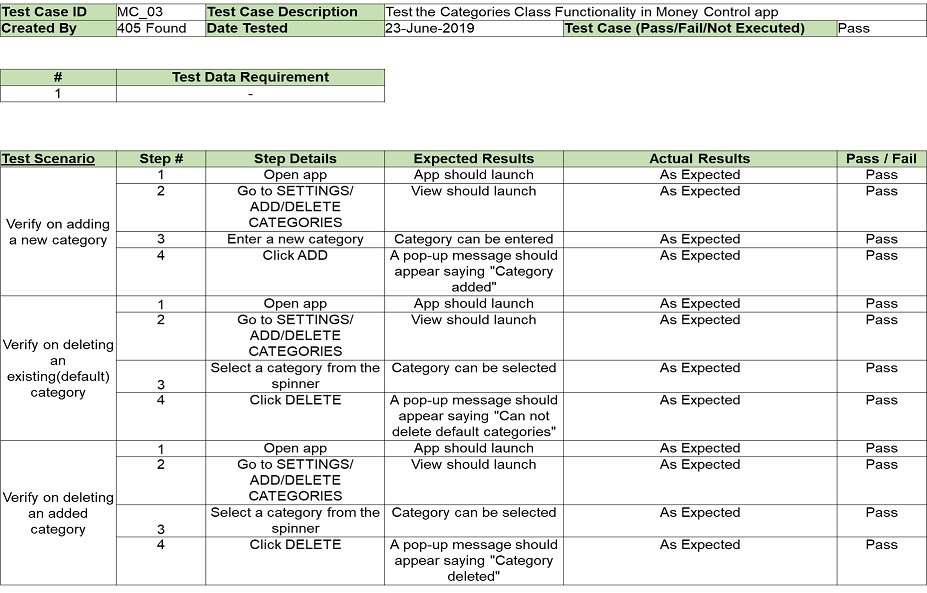 Test Case ID MC_03 Test Case Description Test the Categories Class Functionality in Money Control app
Created By 405 Found Date Tested 23-June-2019 Test Case (Pass/Fail/Not Executed) Pass
# Test Data Requirement
1 -
Test Scenario Step # Step Details Expected Results Actual Results Pass / Fail
Verify on adding
a new category
1 Open app App should launch As Expected Pass
2 Go to SETTINGS/ View should launch As Expected Pass
ADD/DELETE
CATEGORIES
3 Enter a new category Category can be entered As Expected Pass
4 Click ADD A pop-up message should As Expected Pass
appear saying "Category
added"
Verify on deleting
an
existing(default)
category
1 Open app App should launch As Expected Pass
2 Go to SETTINGS/ View should launch As Expected Pass
ADD/DELETE
CATEGORIES
Select a category from the Category can be selected As Expected Pass
3 spinner
4 Click DELETE A pop-up message should As Expected Pass
appear saying "Can not
delete default categories"
Verify on deleting
an added
category
1 Open app App should launch As Expected Pass
2 Go to SETTINGS/ View should launch As Expected Pass
ADD/DELETE
CATEGORIES
Select a category from the Category can be selected As Expected Pass
3 spinner
4 Click DELETE A pop-up message should As Expected Pass
appear saying "Category
deleted"